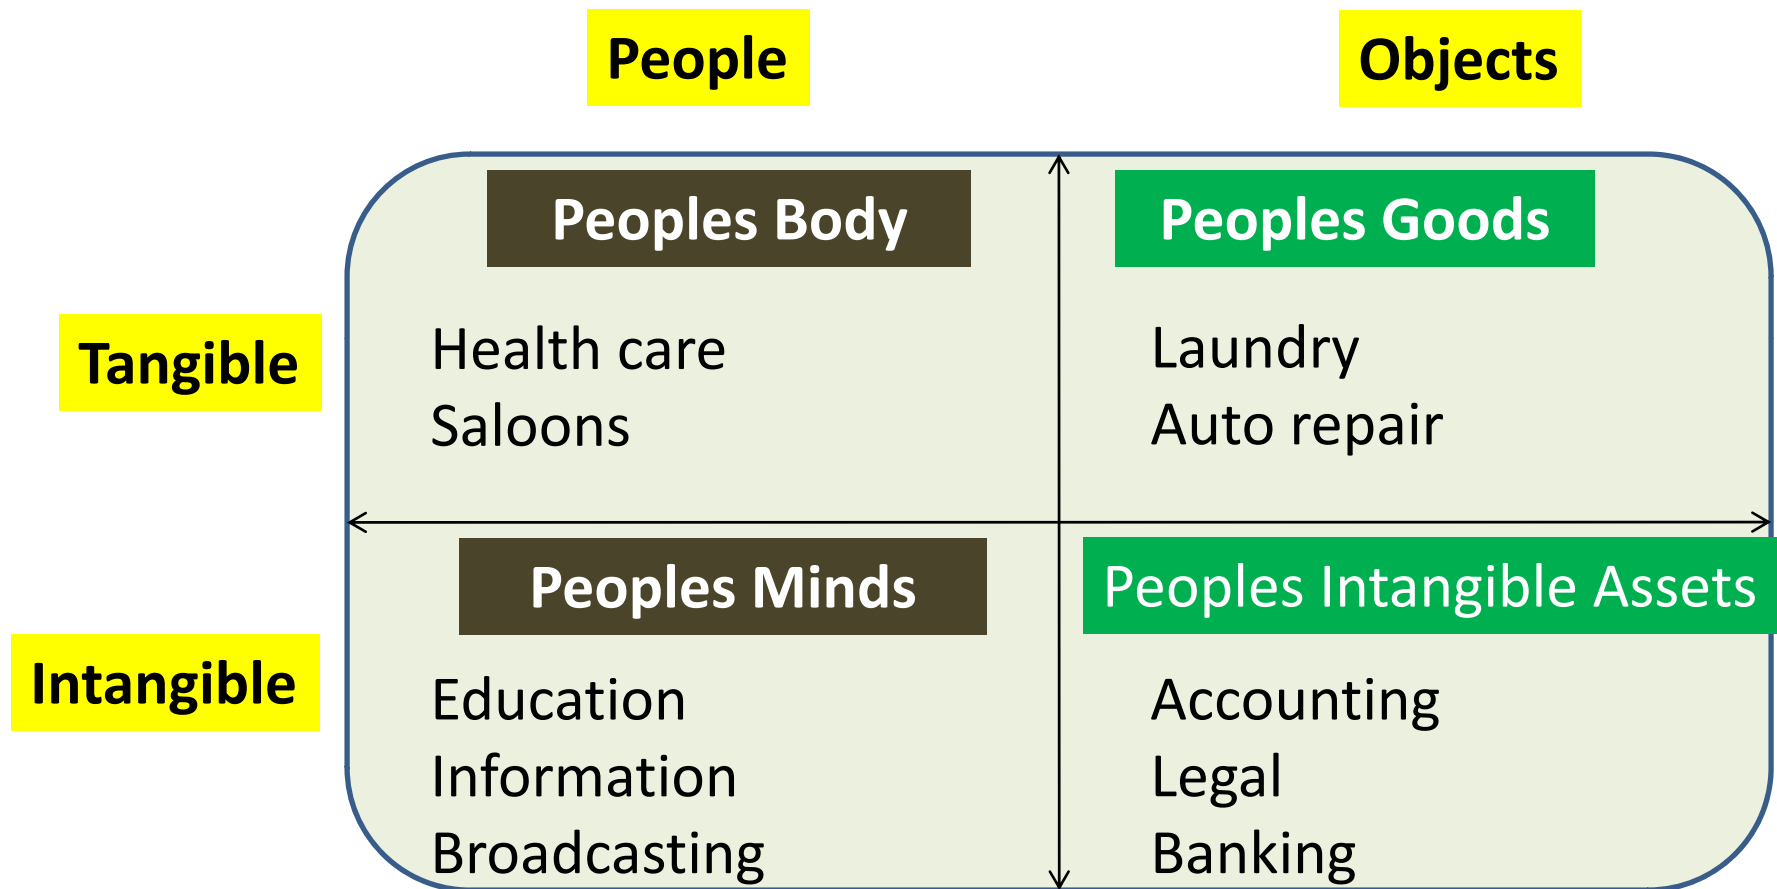 People
Objects
Peoples Body
Peoples Goods
Tangible
Health care
Saloons
Laundry
Auto repair
Peoples Minds
Peoples Intangible Assets
Intangible
Education
Information
Broadcasting
Accounting
Legal
Banking